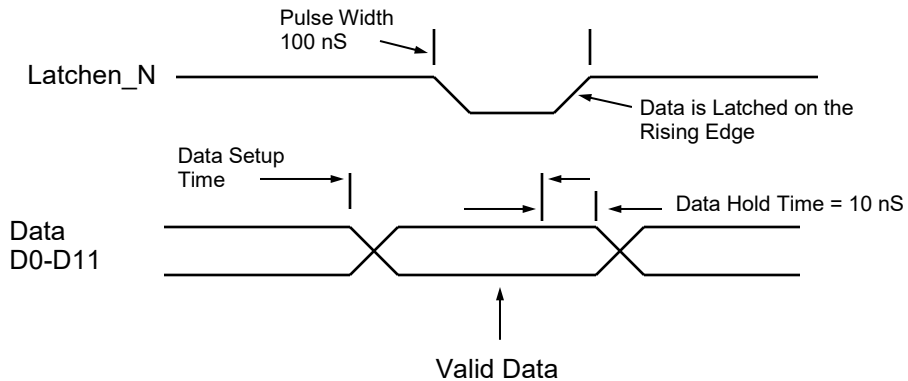 Pulse Width
100 nS
Latchen_N
Data is Latched on the
Rising Edge
Data Setup
Time
Data Hold Time = 10 nS
Data
D0-D11
Valid Data